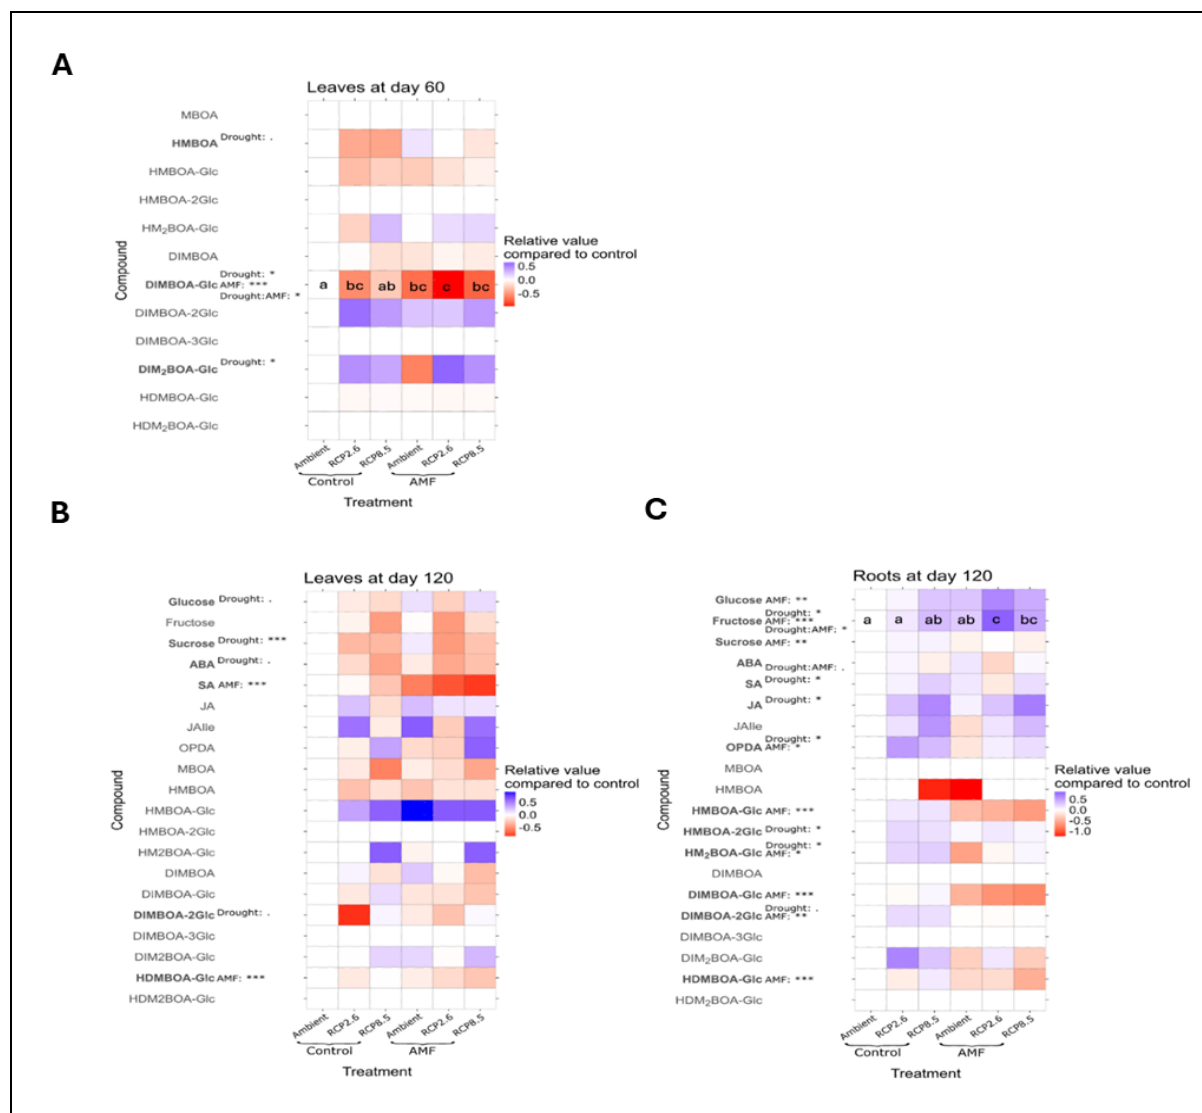 A
Leaves at day 60
MBOA
HMBOA Drought: .
HMBOA-Glc
HMBOA-2Glc
HM₂BOA-Glc
DIMBOA
Drought: *
DIMBOA-Glc AMF: *** a bc ab bc c bc
Drought:AMF: *
DIMBOA-2Glc
DIMBOA-3Glc
DIM₂BOA-Glc Drought: *
HDMBOA-Glc
HDM₂BOA-Glc
Compound
Relative value
compared to control
0.5
0.0
-0.5
Ambient RCP2.6 RCP8.5 Ambient RCP2.6 RCP8.5
Control AMF
Treatment
B
Leaves at day 120
Glucose Drought: .
Fructose
Sucrose Drought: ***
ABA Drought: .
SA AMF: ***
JA
JAIle
OPDA
MBOA
HMBOA
HMBOA-Glc
HMBOA-2Glc
HM2BOA-Glc
DIMBOA
DIMBOA-Glc
DIMBOA-2Glc Drought: .
DIMBOA-3Glc
DIM2BOA-Glc
HDMBOA-Glc AMF: ***
HDM2BOA-Glc
Compound
Relative value
compared to control
0.5
0.0
-0.5
Ambient RCP2.6 RCP8.5 Ambient RCP2.6 RCP8.5
Control AMF
Treatment
C
Roots at day 120
Glucose AMF: **
Drought: *
Fructose AMF: *** a a ab ab c bc
Drought:AMF: *
Sucrose AMF: **
ABA Drought:AMF: .
SA Drought: *
JA Drought: *
JAIle
Drought: *
OPDA AMF: *
MBOA
HMBOA
HMBOA-Glc AMF: ***
HMBOA-2Glc Drought: *
Drought: *
HM₂BOA-Glc AMF: *
DIMBOA
DIMBOA-Glc AMF: ***
Drought: .
DIMBOA-2Glc AMF: **
DIMBOA-3Glc
DIM₂BOA-Glc
HDMBOA-Glc AMF: ***
HDM₂BOA-Glc
Compound
Relative value
compared to control
0.5
0.0
-0.5
-1.0
Ambient RCP2.6 RCP8.5 Ambient RCP2.6 RCP8.5
Control AMF
Treatment